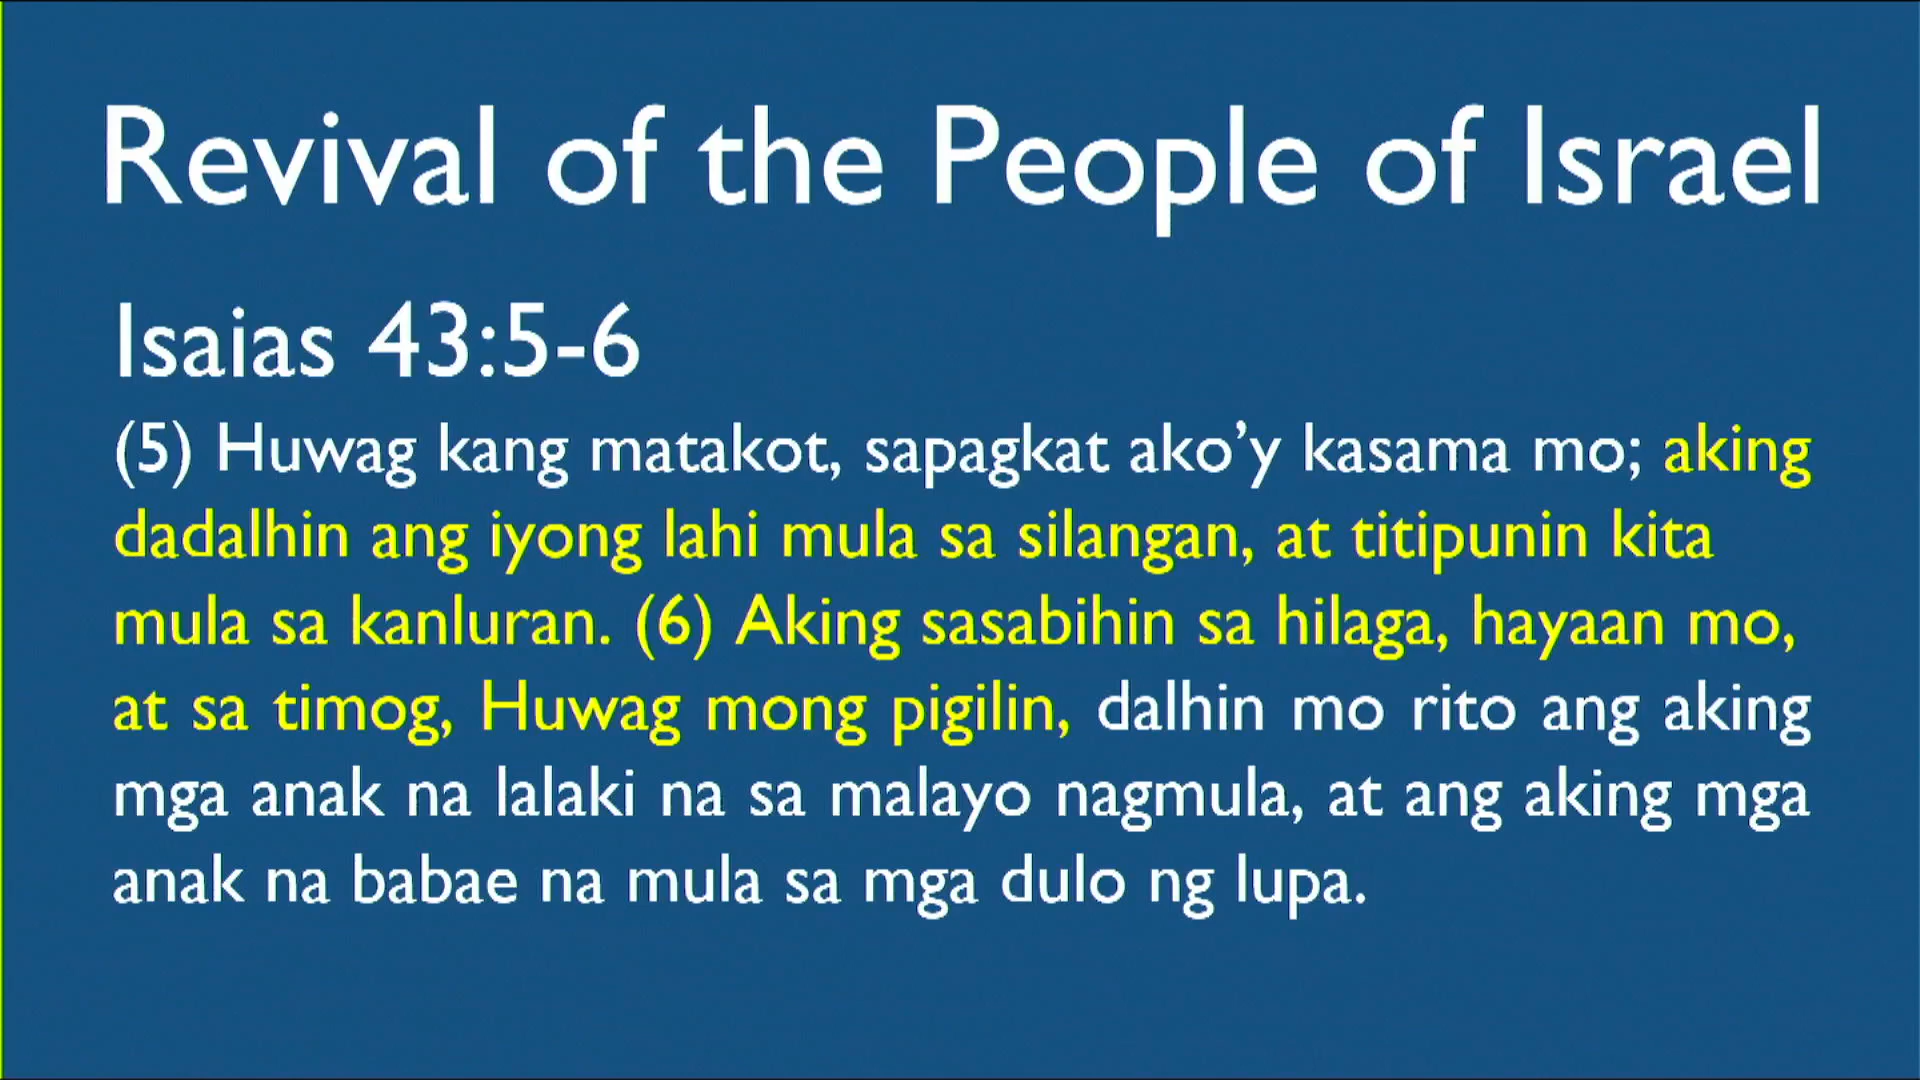 Revival of the People of Israel
Isaias 43:5-6
(5) Huwag kang matakot, sapagkat ako’y kasama mo; aking
dadalhin ang iyong lahi mula sa silangan, at titipunin kita
mula sa kanluran. (6) Aking sasabihin sa hilaga, hayaan mo,
at sa timog, Huwag mong pigilin, dalhin mo rito ang aking
mga anak na lalaki na sa malayo nagmula, at ang aking mga
anak na babae na mula sa mga dulo ng lupa.